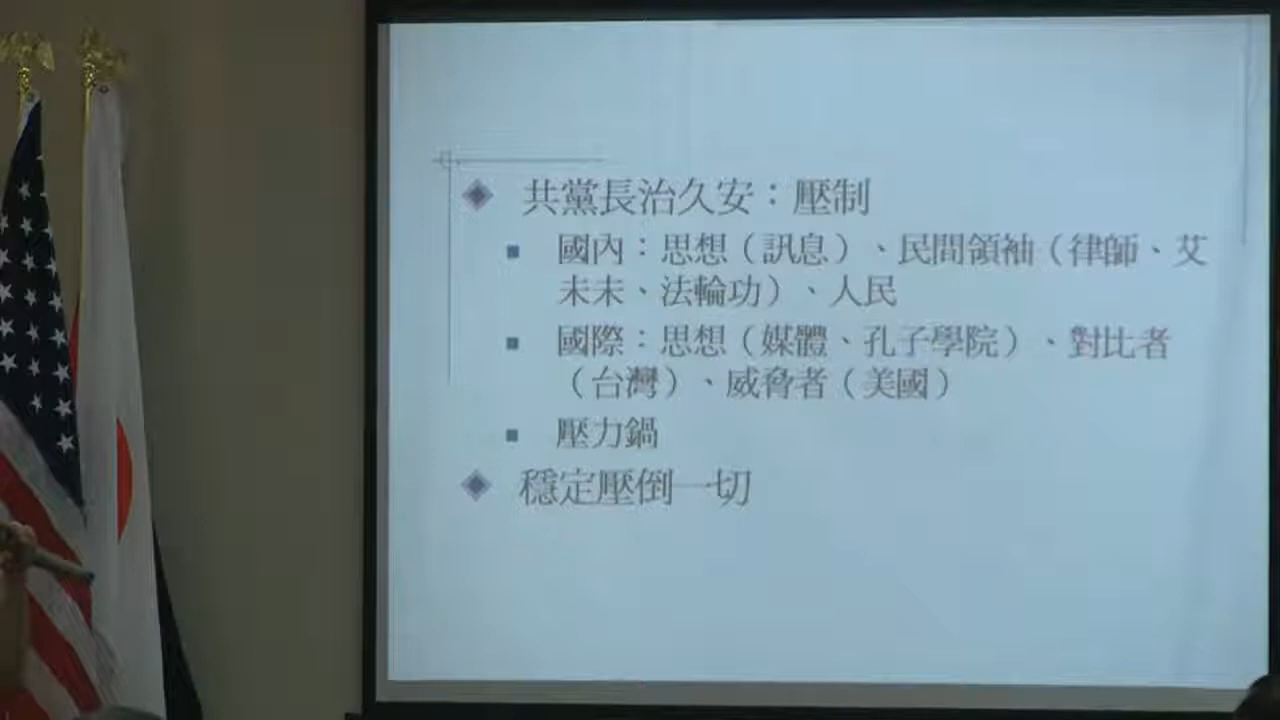 共黨長治久安：壓制
國內：思想（訊息）、民間領袖（律師、艾
未未、法輪功）、人民
國際：思想（媒體、孔子學院）、對比者
（台灣）、威脅者（美國）
壓力鍋
穩定壓倒一切